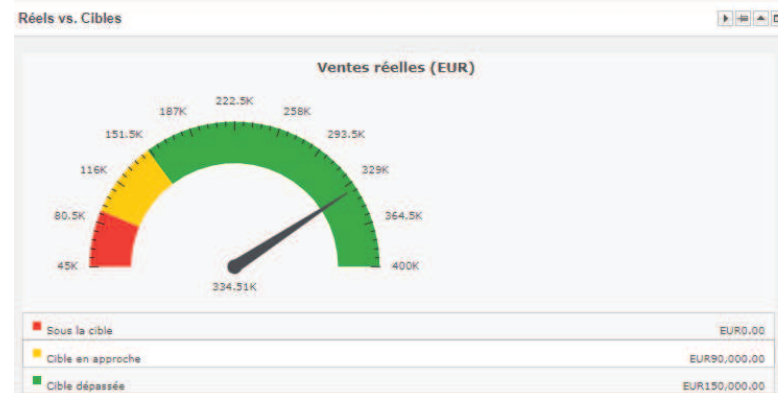 Réels vs. Cibles
Ventes réelles (EUR)
222.5K
187K
258K
151.5K
293.5K
116K
329K
80.5K
364.5K
45K
400K
334.51K
Sous la cible EUR0.00
Cible en approche EUR90,000.00
Cible dépassée EUR150,000.00